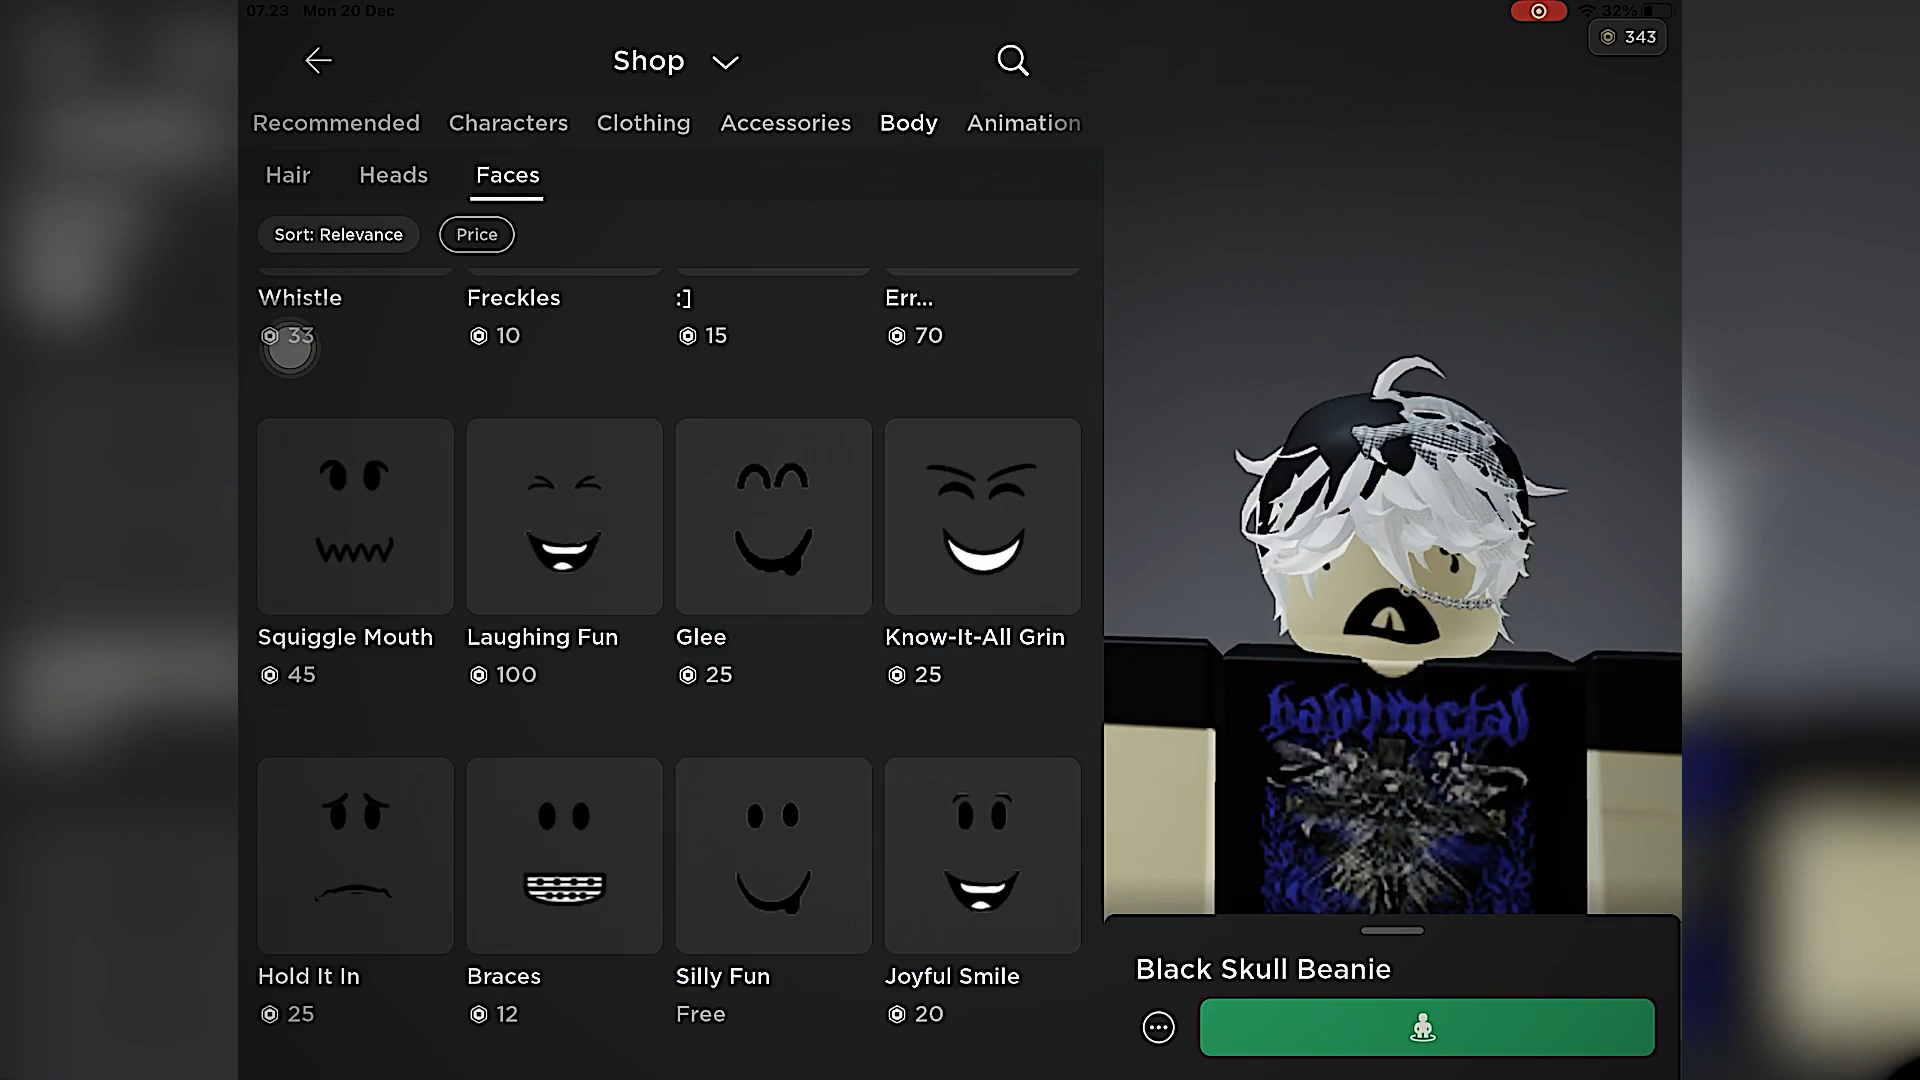 07.23 Mon 20 Dec
32%
343
Shop
Recommended Characters Clothing Accessories Body Animation
Hair Heads Faces
Sort: Relevance Price
Whistle Freckles :] Err...
33 10 15 70
Squiggle Mouth Laughing Fun Glee Know-It-All Grin
45 100 25 25
Hold It In Braces Silly Fun Joyful Smile
25 12 Free 20
babymetal
Black Skull Beanie